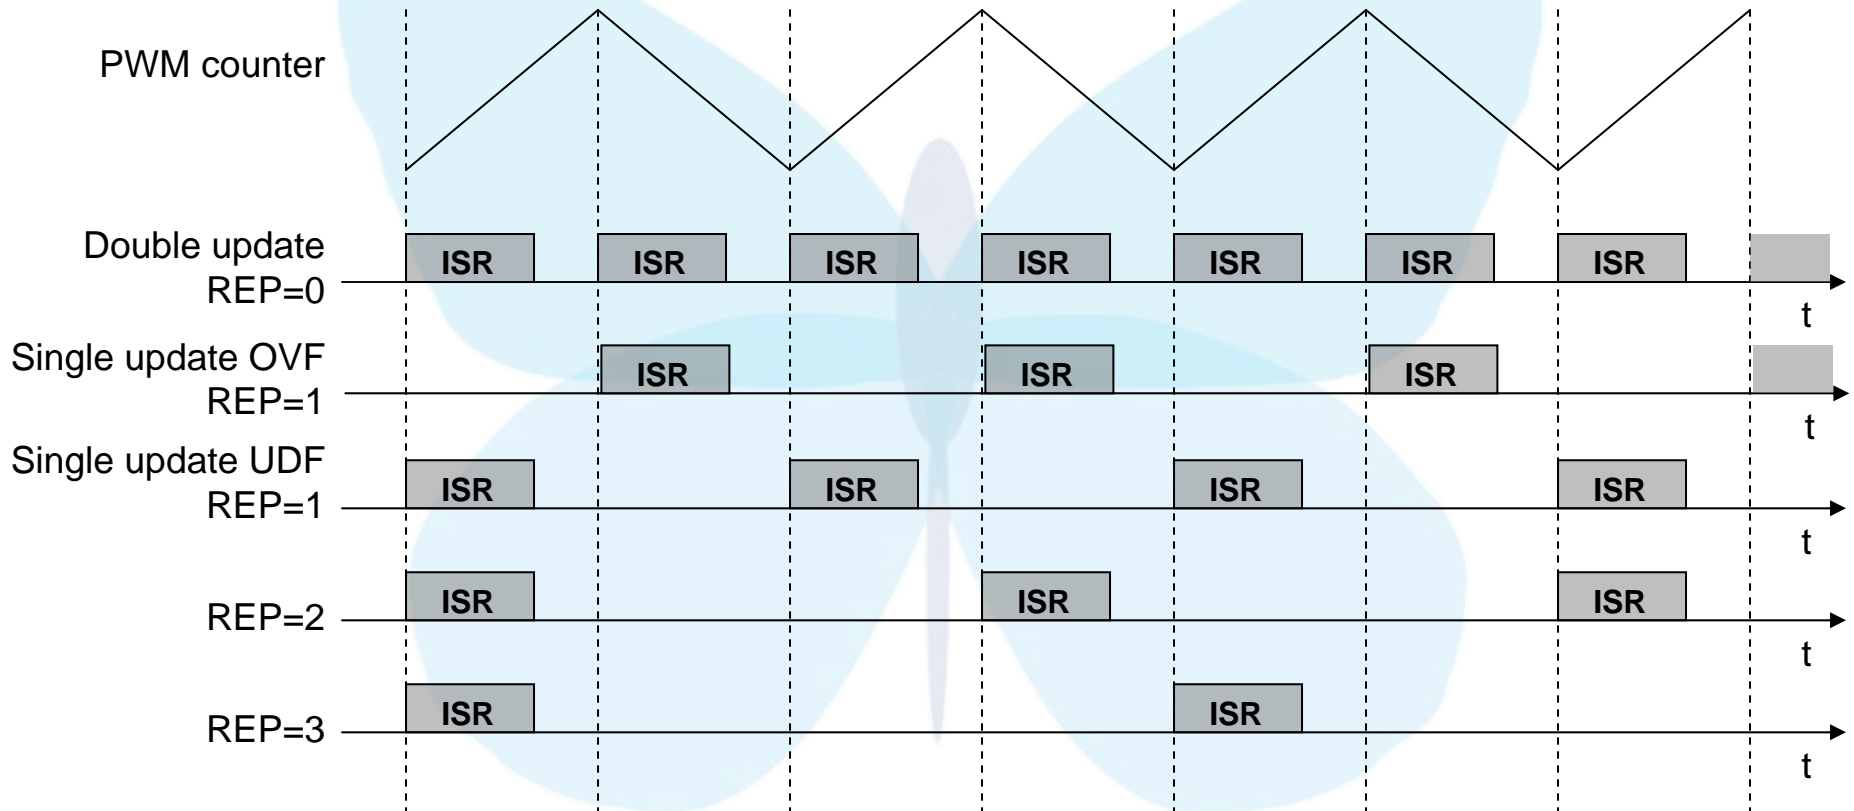 PWM counter
Double update
REP=0
ISR ISR ISR ISR ISR ISR ISR
t
Single update OVF
REP=1
ISR ISR ISR
t
Single update UDF
REP=1
ISR ISR ISR ISR
t
REP=2
ISR ISR ISR
t
REP=3
ISR ISR
t